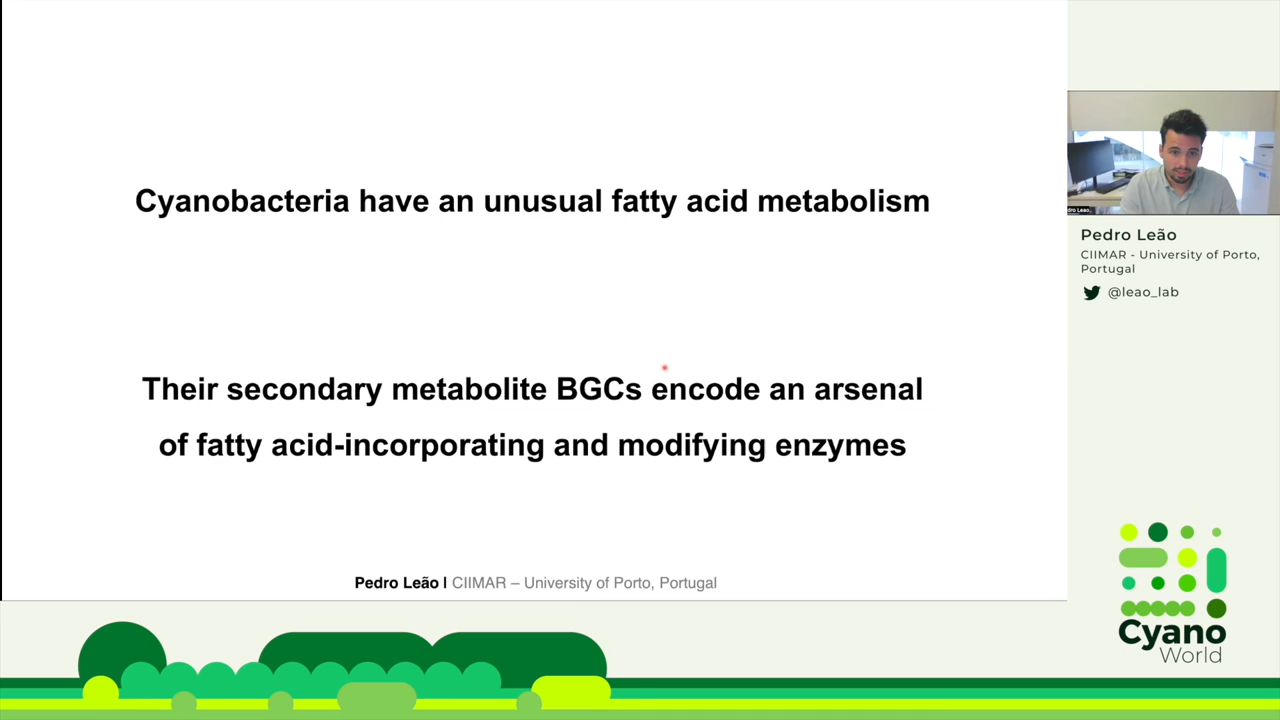 Cyanobacteria have an unusual fatty acid metabolism
Their secondary metabolite BGCs encode an arsenal
of fatty acid-incorporating and modifying enzymes
Pedro Leão | CIIMAR – University of Porto, Portugal
dro Leao
Pedro Leão
CIIMAR - University of Porto,
Portugal
@leao_lab
Cyano
World